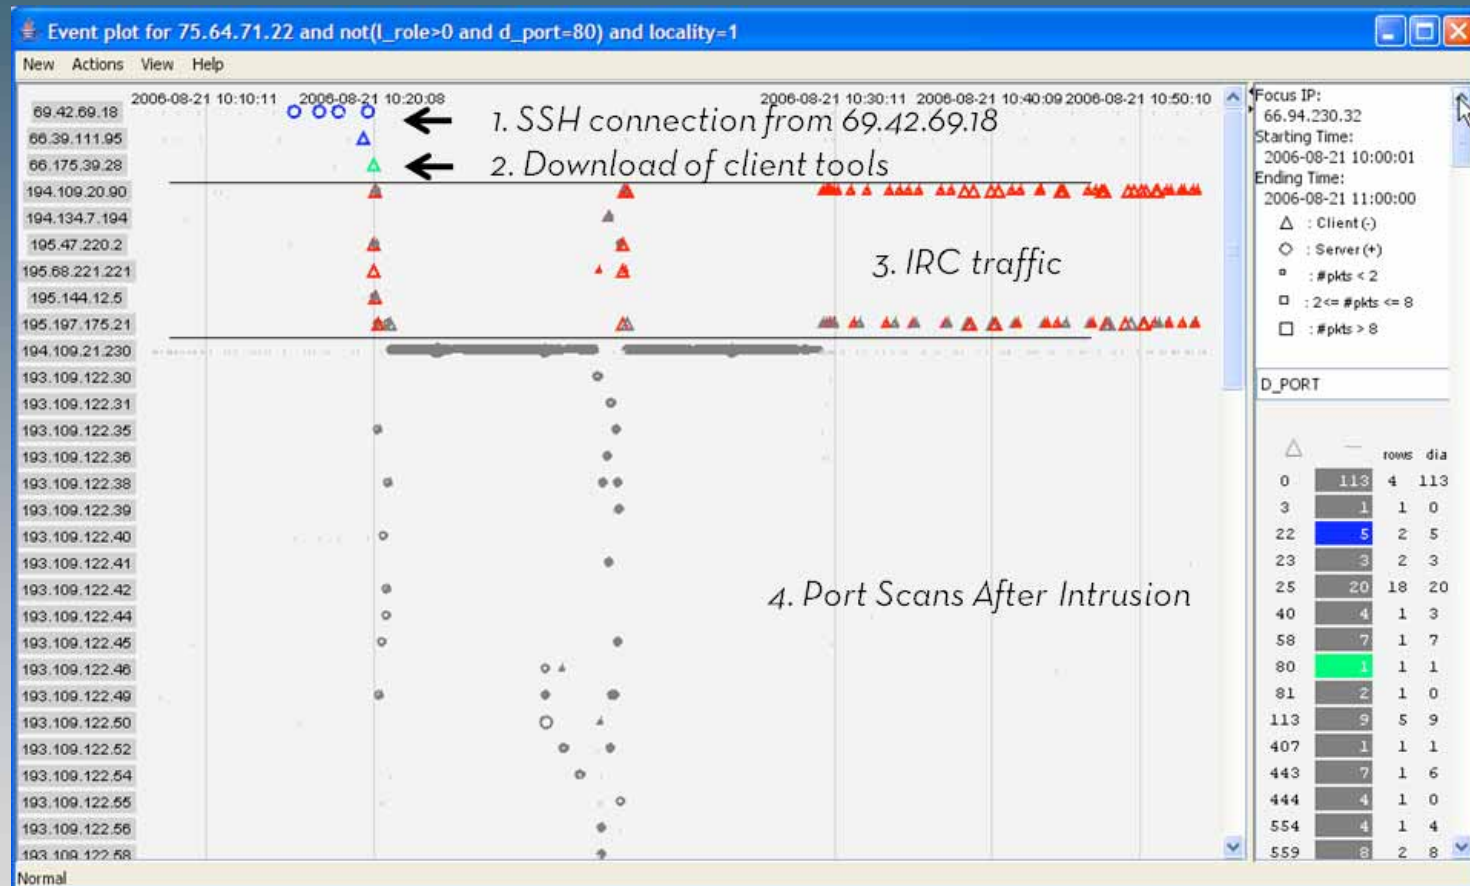 Event plot for 75.64.71.22 and not(l_role>0 and d_port=80) and locality=1
New Actions View Help
2006-08-21 10:10:11 2006-08-21 10:20:08 2006-08-21 10:30:11 2006-08-21 10:40:09 2006-08-21 10:50:10
69.42.69.18
1. SSH connection from 69.42.69.18
66.39.111.95
66.175.39.28
2. Download of client tools
194.109.20.90
194.134.7.194
195.47.220.2
195.68.221.221
3. IRC traffic
195.144.12.5
195.197.175.21
194.109.21.230
193.109.122.30
193.109.122.31
193.109.122.35
193.109.122.36
193.109.122.38
193.109.122.39
193.109.122.40
193.109.122.41
193.109.122.42
4. Port Scans After Intrusion
193.109.122.44
193.109.122.45
193.109.122.46
193.109.122.49
193.109.122.50
193.109.122.52
193.109.122.54
193.109.122.55
193.109.122.56
193.109.122.58
Focus IP:
66.94.230.32
Starting Time:
2006-08-21 10:00:01
Ending Time:
2006-08-21 11:00:00
: Client (-)
: Server (+)
: #pkts < 2
: 2 <= #pkts <= 8
: #pkts > 8
D_PORT
rows dia
0 113 4 113
3 1 1 0
22 5 2 5
23 3 2 3
25 20 18 20
40 4 1 3
58 7 1 7
80 1 1 1
81 2 1 0
113 9 5 9
407 1 1 1
443 7 1 6
444 4 1 0
554 4 1 4
559 8 2 8
Normal